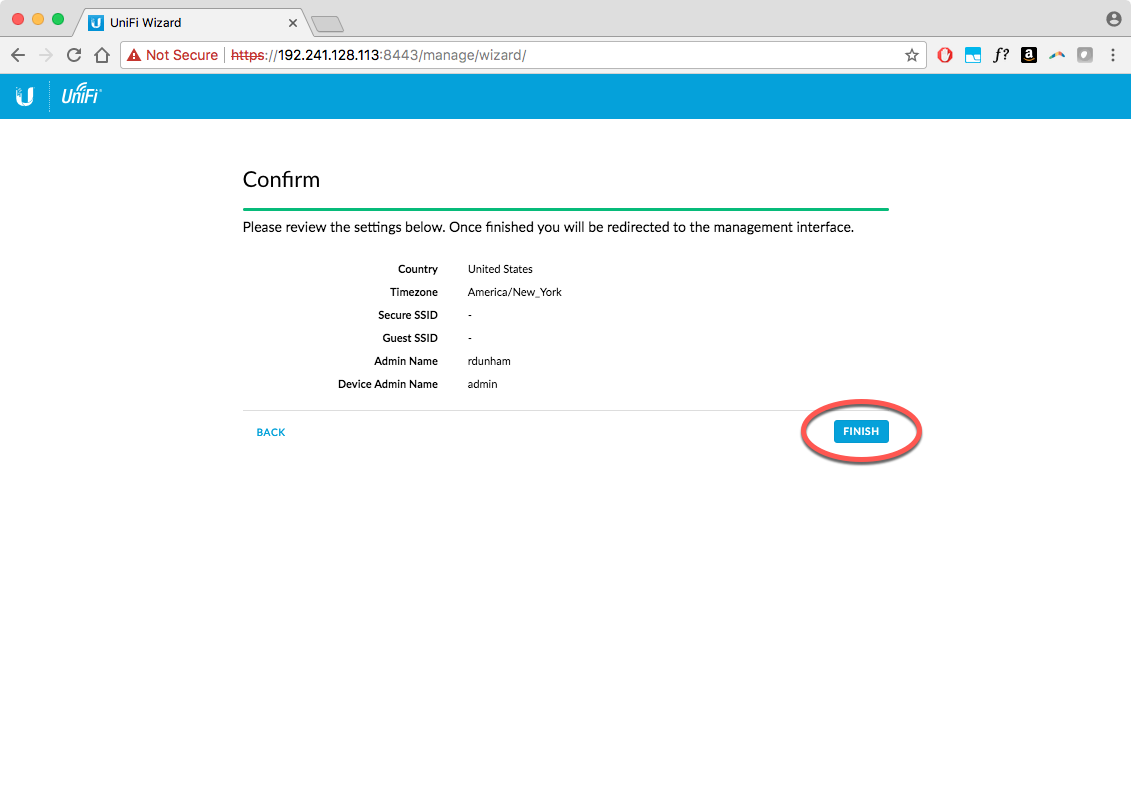 UniFi Wizard
Not Secure https://192.241.128.113:8443/manage/wizard/
f?
a
U UniFi
Confirm
Please review the settings below. Once finished you will be redirected to the management interface.
Country United States
Timezone America/New_York
Secure SSID -
Guest SSID -
Admin Name rdunham
Device Admin Name admin
BACK FINISH